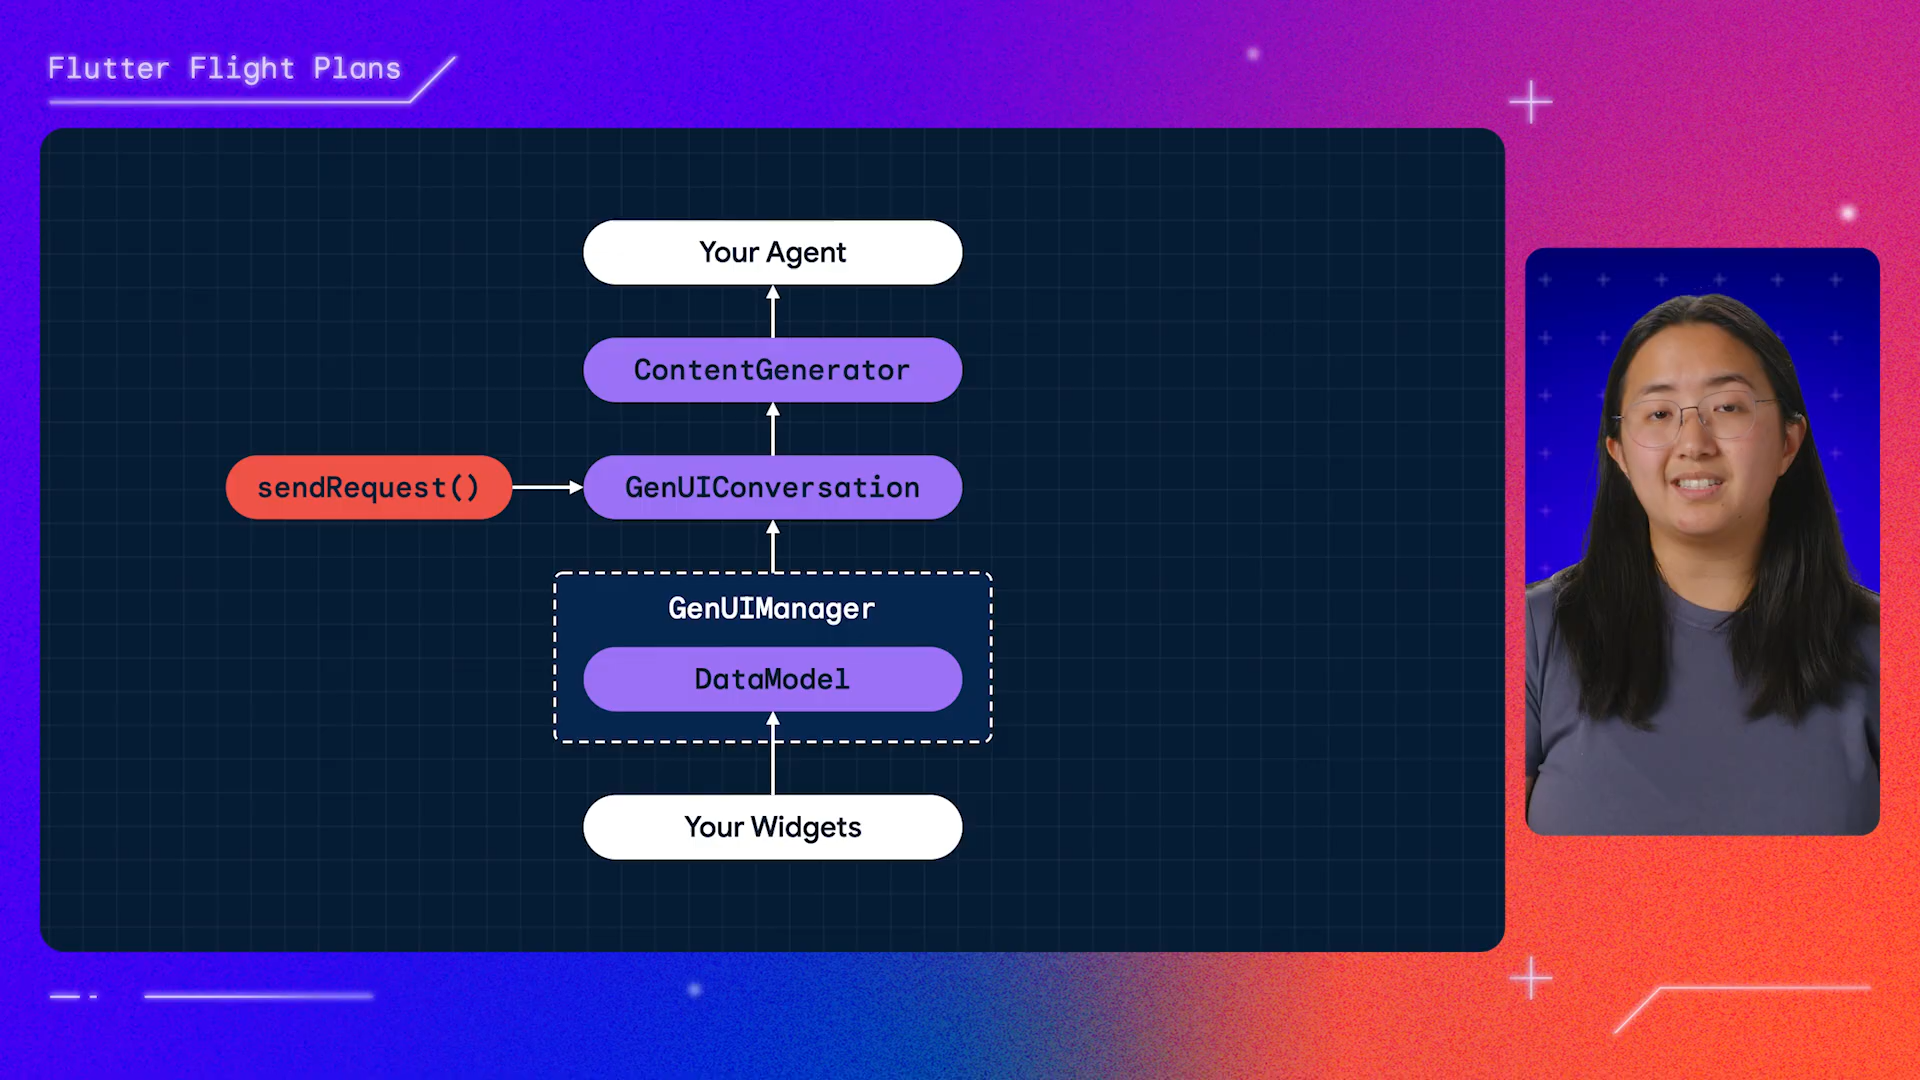 Flutter Flight Plans
Your Agent
ContentGenerator
sendRequest()
GenUIConversation
GenUIManager
DataModel
Your Widgets